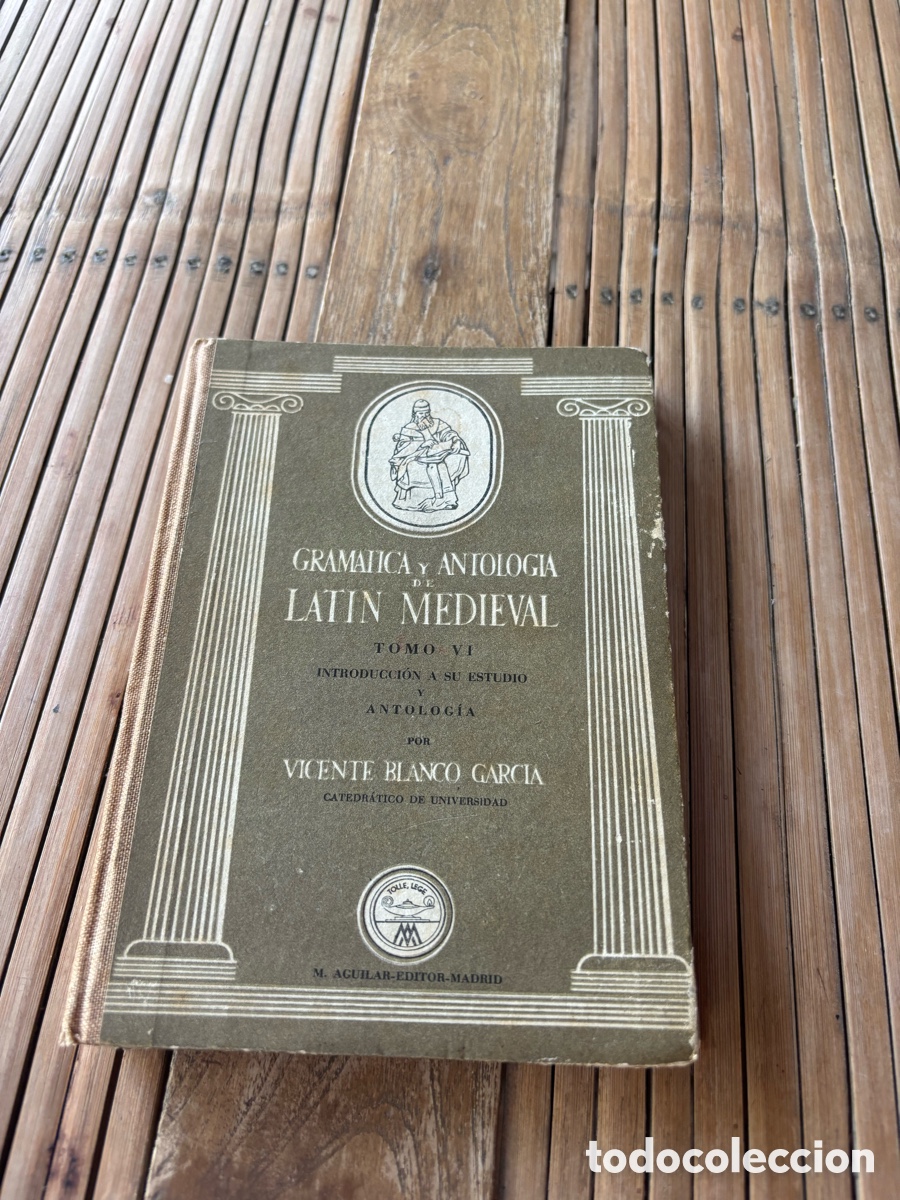 GRAMATICA Y ANTOLOGIA
DE
LATIN MEDIEVAL
TOMO VI
INTRODUCCIÓN A SU ESTUDIO
Y
ANTOLOGÍA
POR
VICENTE BLANCO GARCIA
CATEDRÁTICO DE UNIVERSIDAD
TOLLE, LEGE
M. AGUILAR-EDITOR-MADRID
todocoleccion